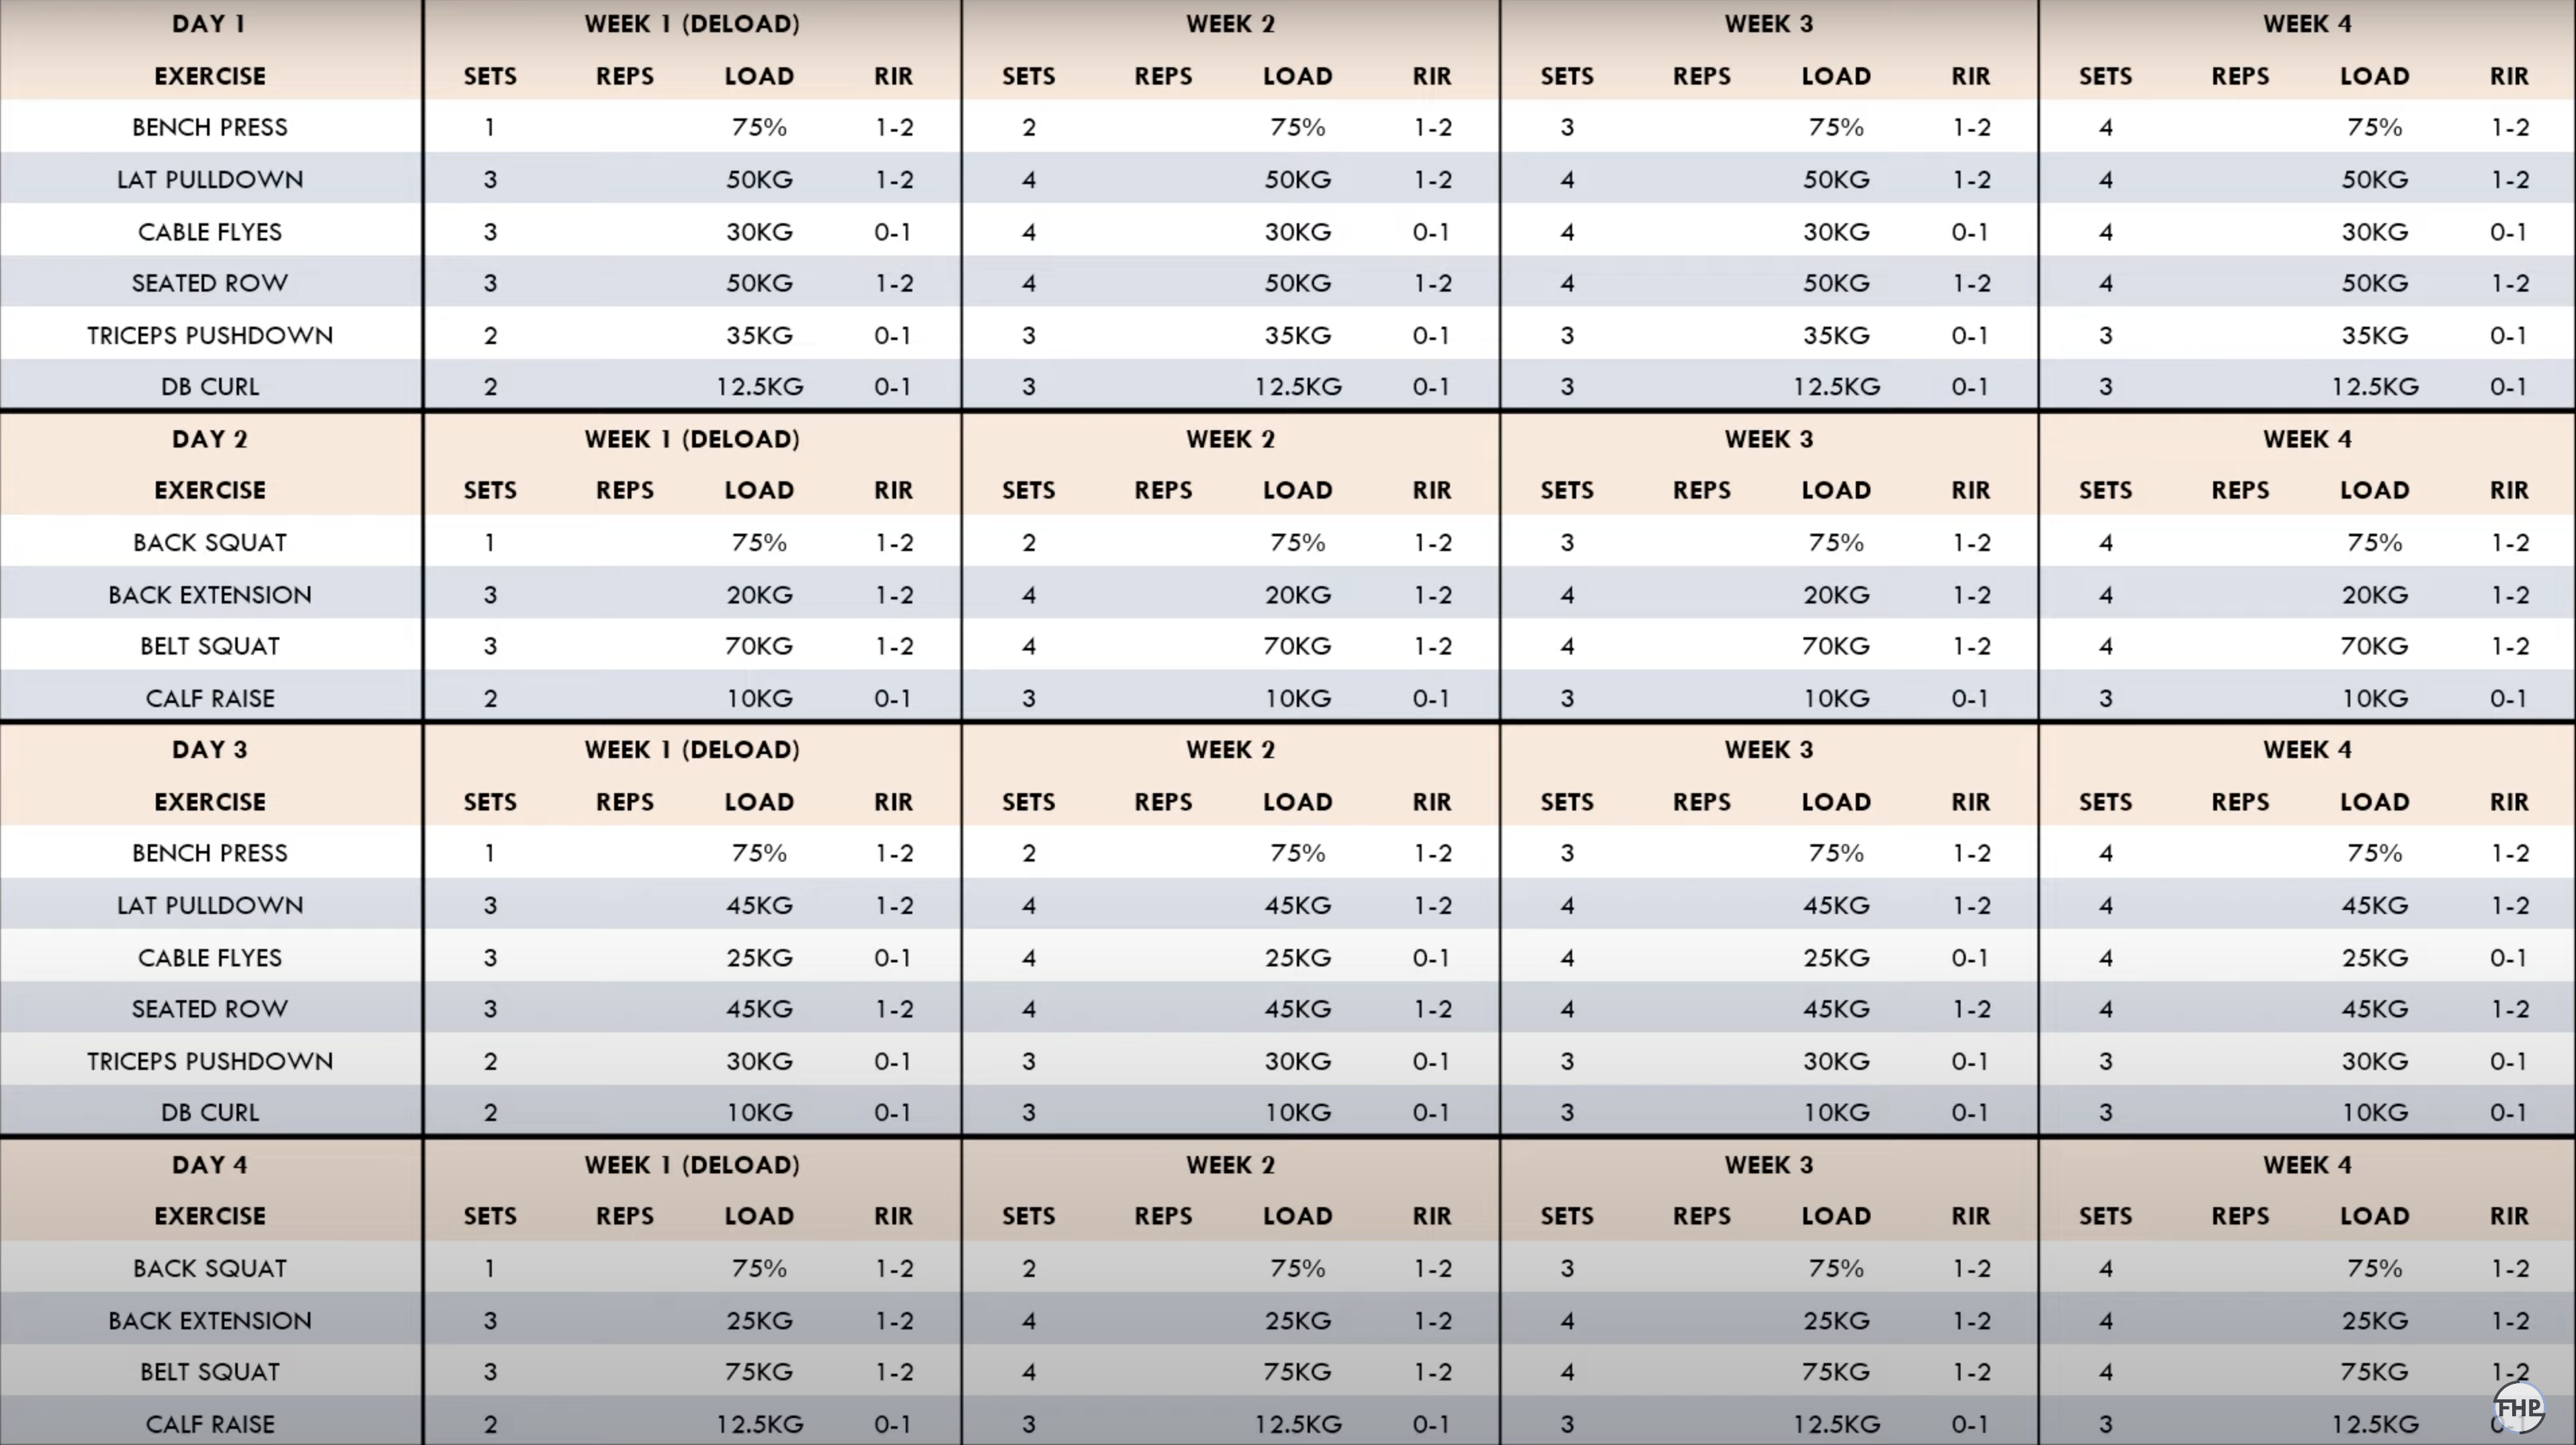 DAY 1 WEEK 1 (DELOAD) WEEK 2 WEEK 3 WEEK 4
EXERCISE SETS REPS LOAD RIR SETS REPS LOAD RIR SETS REPS LOAD RIR SETS REPS LOAD RIR
BENCH PRESS 1 75% 1-2 2 75% 1-2 3 75% 1-2 4 75% 1-2
LAT PULLDOWN 3 50KG 1-2 4 50KG 1-2 4 50KG 1-2 4 50KG 1-2
CABLE FLYES 3 30KG 0-1 4 30KG 0-1 4 30KG 0-1 4 30KG 0-1
SEATED ROW 3 50KG 1-2 4 50KG 1-2 4 50KG 1-2 4 50KG 1-2
TRICEPS PUSHDOWN 2 35KG 0-1 3 35KG 0-1 3 35KG 0-1 3 35KG 0-1
DB CURL 2 12.5KG 0-1 3 12.5KG 0-1 3 12.5KG 0-1 3 12.5KG 0-1
DAY 2 WEEK 1 (DELOAD) WEEK 2 WEEK 3 WEEK 4
EXERCISE SETS REPS LOAD RIR SETS REPS LOAD RIR SETS REPS LOAD RIR SETS REPS LOAD RIR
BACK SQUAT 1 75% 1-2 2 75% 1-2 3 75% 1-2 4 75% 1-2
BACK EXTENSION 3 20KG 1-2 4 20KG 1-2 4 20KG 1-2 4 20KG 1-2
BELT SQUAT 3 70KG 1-2 4 70KG 1-2 4 70KG 1-2 4 70KG 1-2
CALF RAISE 2 10KG 0-1 3 10KG 0-1 3 10KG 0-1 3 10KG 0-1
DAY 3 WEEK 1 (DELOAD) WEEK 2 WEEK 3 WEEK 4
EXERCISE SETS REPS LOAD RIR SETS REPS LOAD RIR SETS REPS LOAD RIR SETS REPS LOAD RIR
BENCH PRESS 1 75% 1-2 2 75% 1-2 3 75% 1-2 4 75% 1-2
LAT PULLDOWN 3 45KG 1-2 4 45KG 1-2 4 45KG 1-2 4 45KG 1-2
CABLE FLYES 3 25KG 0-1 4 25KG 0-1 4 25KG 0-1 4 25KG 0-1
SEATED ROW 3 45KG 1-2 4 45KG 1-2 4 45KG 1-2 4 45KG 1-2
TRICEPS PUSHDOWN 2 30KG 0-1 3 30KG 0-1 3 30KG 0-1 3 30KG 0-1
DB CURL 2 10KG 0-1 3 10KG 0-1 3 10KG 0-1 3 10KG 0-1
DAY 4 WEEK 1 (DELOAD) WEEK 2 WEEK 3 WEEK 4
EXERCISE SETS REPS LOAD RIR SETS REPS LOAD RIR SETS REPS LOAD RIR SETS REPS LOAD RIR
BACK SQUAT 1 75% 1-2 2 75% 1-2 3 75% 1-2 4 75% 1-2
BACK EXTENSION 3 25KG 1-2 4 25KG 1-2 4 25KG 1-2 4 25KG 1-2
BELT SQUAT 3 75KG 1-2 4 75KG 1-2 4 75KG 1-2 4 75KG 1-2
CALF RAISE 2 12.5KG 0-1 3 12.5KG 0-1 3 12.5KG 0-1 3 12.5KG
FHP